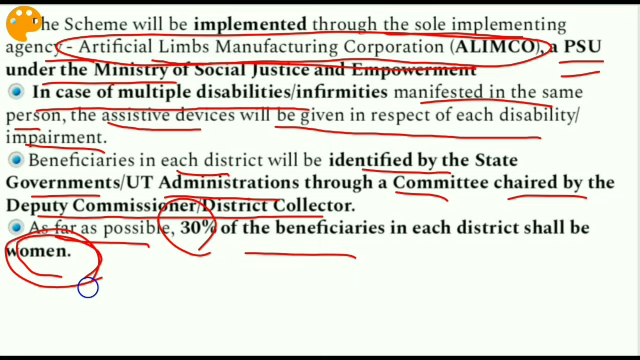 The Scheme will be implemented through the sole implementing
agency - Artificial Limbs Manufacturing Corporation (ALIMCO), a PSU
under the Ministry of Social Justice and Empowerment
In case of multiple disabilities/infirmities manifested in the same
person, the assistive devices will be given in respect of each disability/
impairment.
Beneficiaries in each district will be identified by the State
Governments/UT Administrations through a Committee chaired by the
Deputy Commissioner/District Collector.
As far as possible, 30% of the beneficiaries in each district shall be
women.